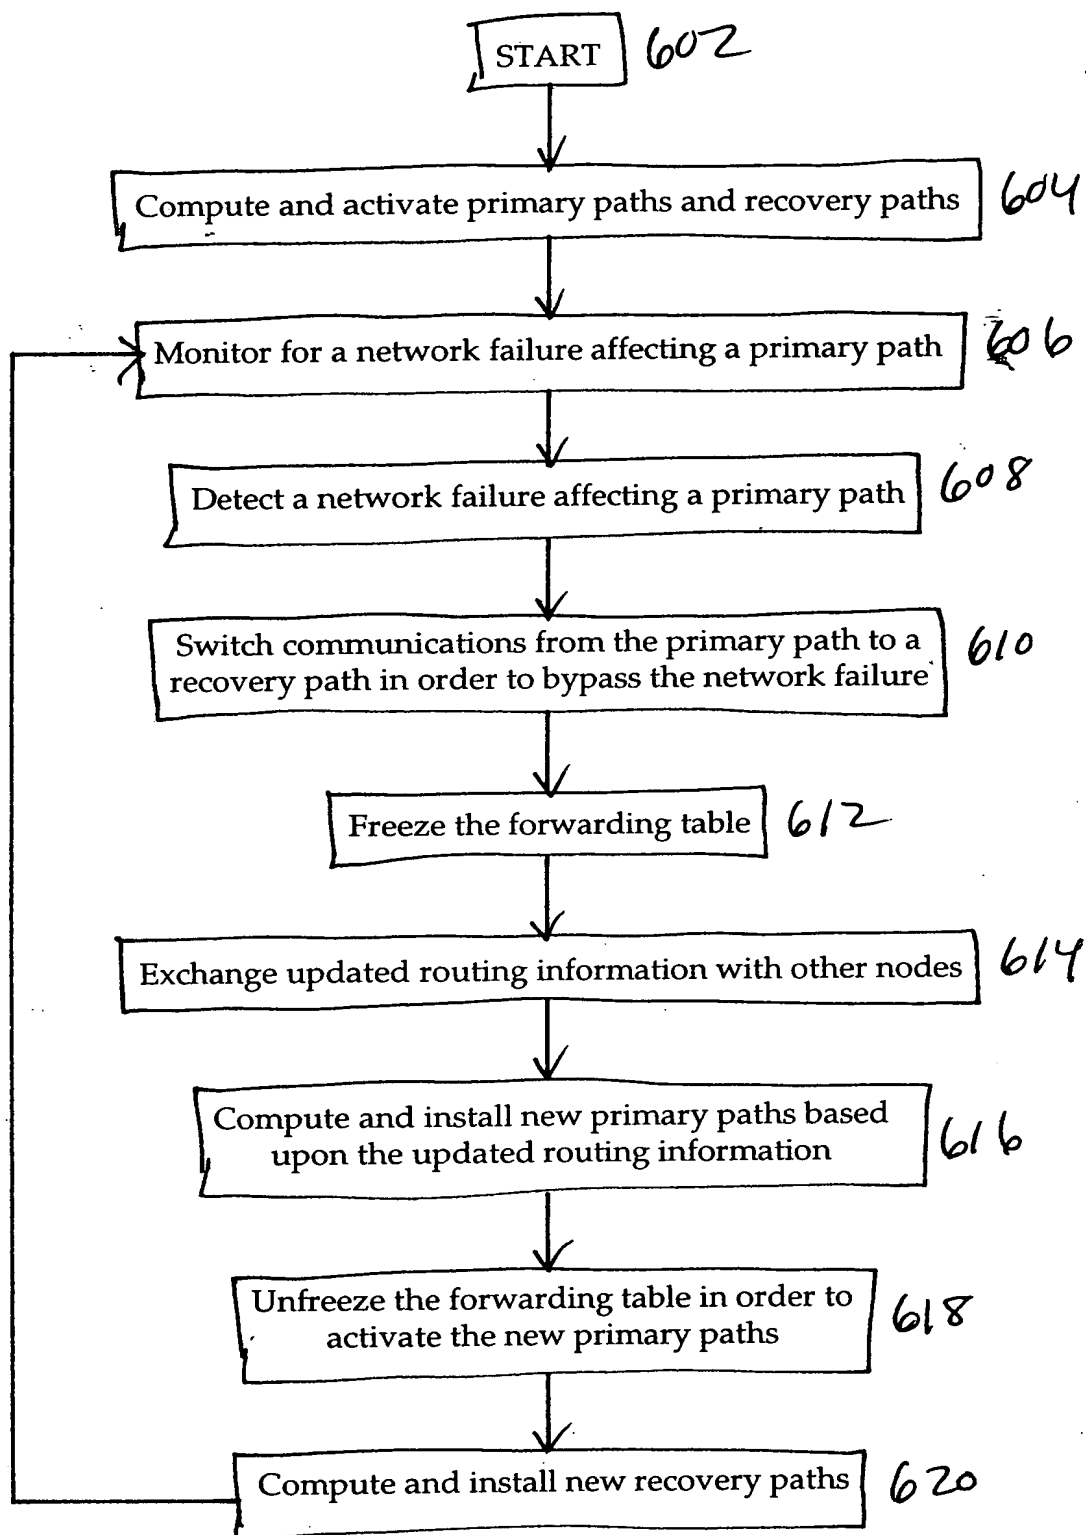 START 602
Compute and activate primary paths and recovery paths 604
Monitor for a network failure affecting a primary path 606
Detect a network failure affecting a primary path 608
Switch communications from the primary path to a
recovery path in order to bypass the network failure 610
Freeze the forwarding table 612
Exchange updated routing information with other nodes 614
Compute and install new primary paths based
upon the updated routing information 616
Unfreeze the forwarding table in order to
activate the new primary paths 618
Compute and install new recovery paths 620